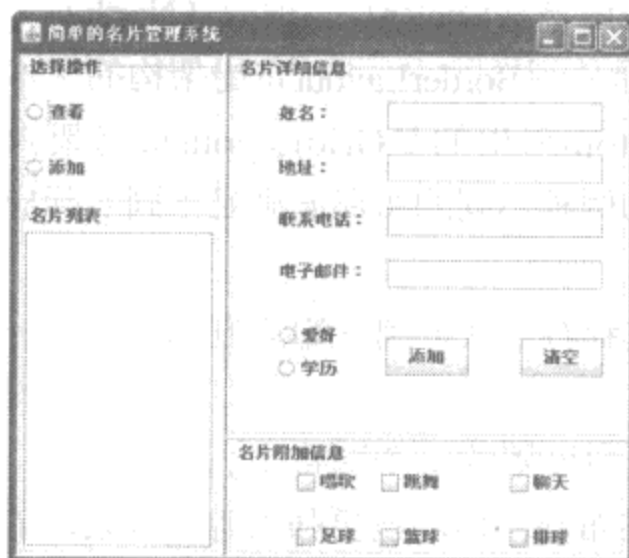 简单的名片管理系统
选择操作
查看
添加
名片列表
名片详细信息
姓名：
地址：
联系电话：
电子邮件：
爱好
学历
添加
清空
名片附加信息
唱歌
跳舞
聊天
足球
篮球
排球